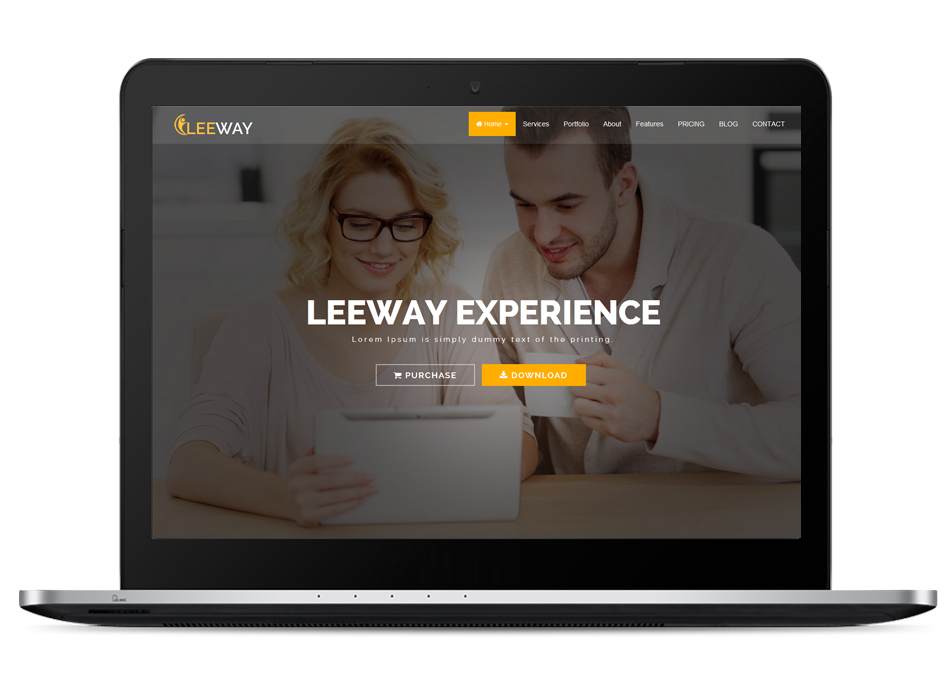 LEEWAY
Home Services Portfolio About Features PRICING BLOG CONTACT
LEEWAY EXPERIENCE
Lorem Ipsum is simply dummy text of the printing.
PURCHASE DOWNLOAD